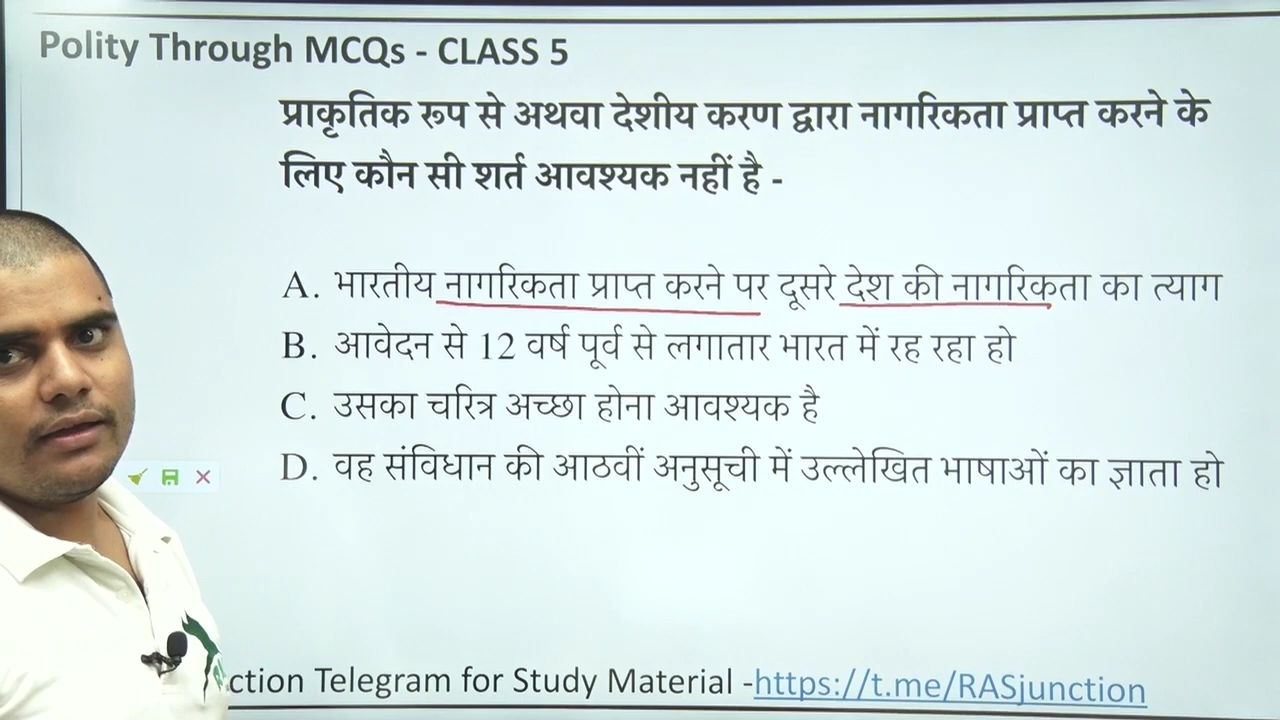 Polity Through MCQs - CLASS 5
प्राकृतिक रूप से अथवा देशीय करण द्वारा नागरिकता प्राप्त करने के
लिए कौन सी शर्त आवश्यक नहीं है -
A. भारतीय नागरिकता प्राप्त करने पर दूसरे देश की नागरिकता का त्याग
B. आवेदन से 12 वर्ष पूर्व से लगातार भारत में रह रहा हो
C. उसका चरित्र अच्छा होना आवश्यक है
D. वह संविधान की आठवीं अनुसूची में उल्लेखित भाषाओं का ज्ञाता हो
ction Telegram for Study Material -https://t.me/RASjunction